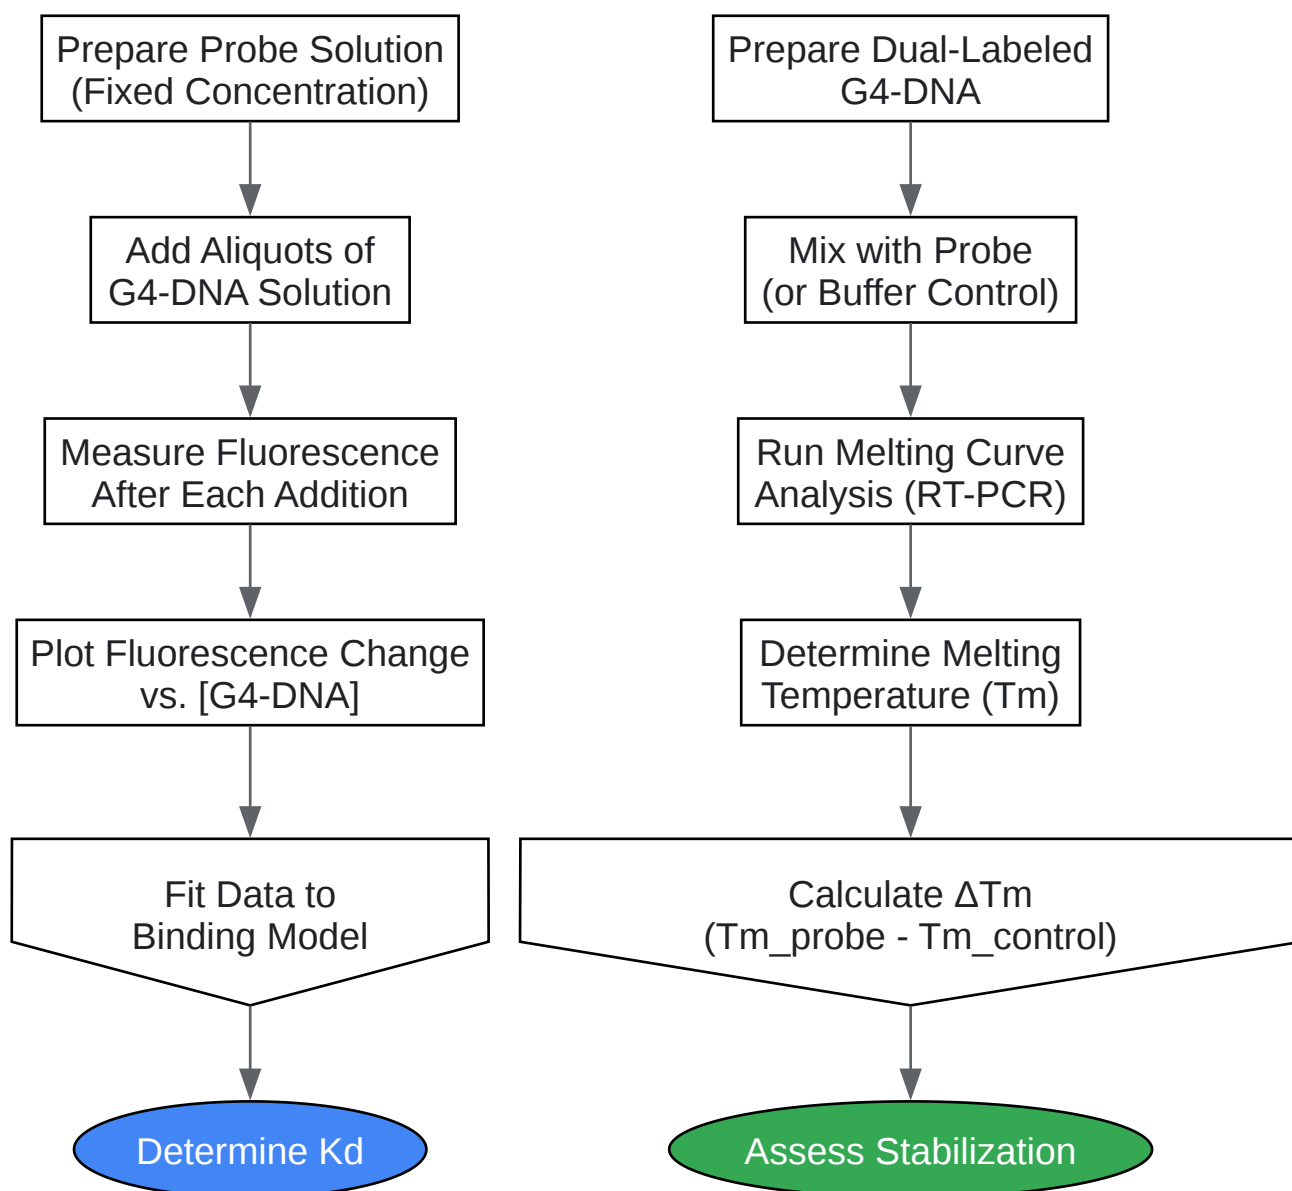 Prepare Probe Solution
(Fixed Concentration)
Add Aliquots of
G4-DNA Solution
Measure Fluorescence
After Each Addition
Plot Fluorescence Change
vs. [G4-DNA]
Fit Data to
Binding Model
Determine Kd
Prepare Dual-Labeled
G4-DNA
Mix with Probe
(or Buffer Control)
Run Melting Curve
Analysis (RT-PCR)
Determine Melting
Temperature (Tm)
Calculate ΔTm
(Tm_probe - Tm_control)
Assess Stabilization